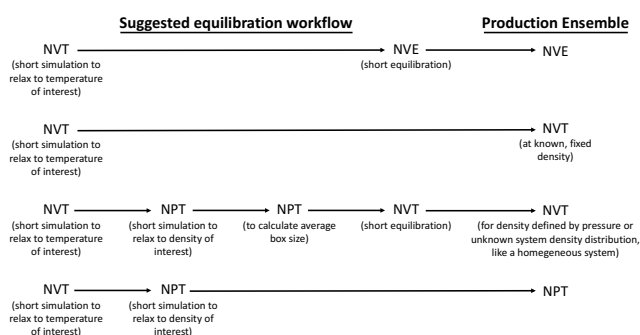 Suggested equilibration workflow
Production Ensemble
NVT
NVE
NVE
(short simulation to
relax to temperature
of interest)
(short equilibration)
NVT
NVT
(short simulation to
relax to temperature
of interest)
(at known, fixed
density)
NVT
NPT
NPT
NVT
NVT
(short simulation to
relax to temperature
of interest)
(short simulation to
relax to density of
interest)
(to calculate average
box size)
(short equilibration)
(for density defined by pressure or
unknown system density distribution,
like a homegeneous system)
NVT
NPT
NPT
(short simulation to
relax to temperature
of interest)
(short simulation to
relax to density of
interest)